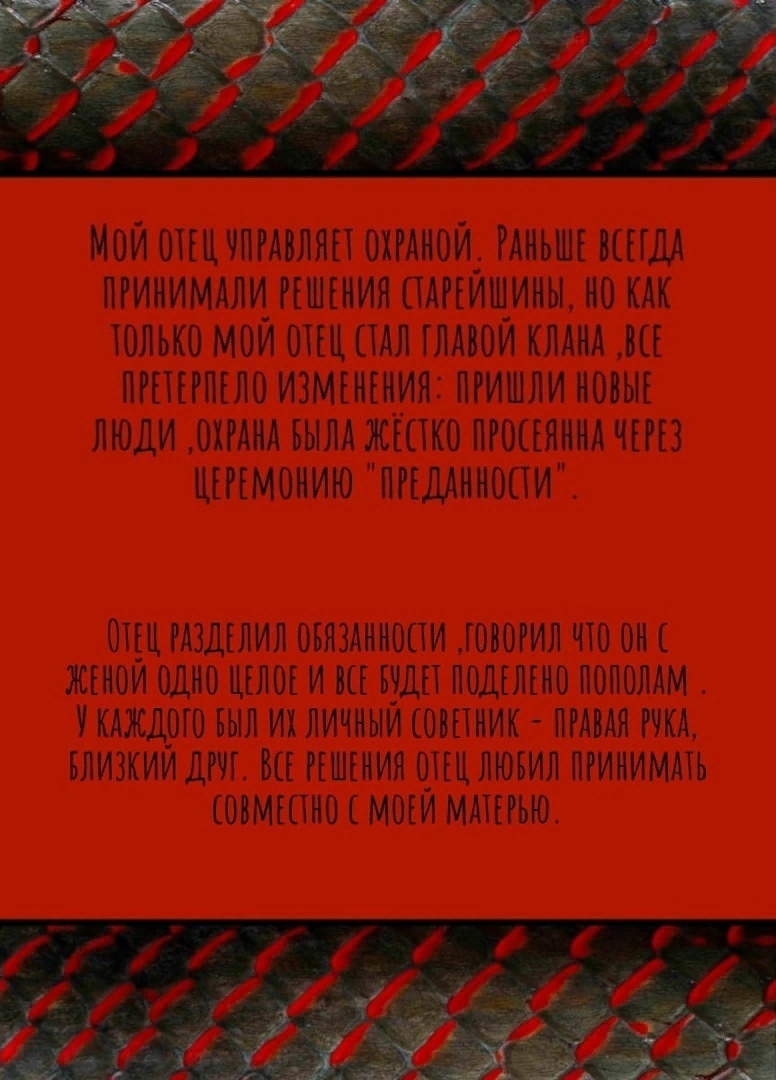 Мой отец управляет охраной. Раньше всегда
принимали решения старейшины, но как
только мой отец стал главой клана ,все
претерпело изменения: пришли новые
люди ,охрана была жёстко просеянна через
церемонию "преданности".
Отец разделил обязанности ,говорил что он с
женой одно целое и все будет поделено пополам .
У каждого был их личный советник - правая рука,
близкий друг. Все решения отец любил принимать
совместно с моей матерью.